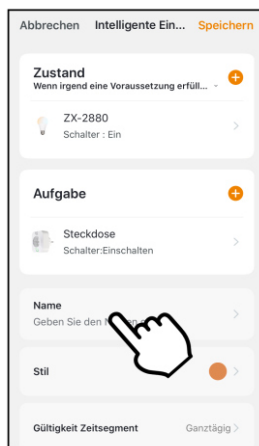 Abbrechen Intelligente Ein... Speichern
Zustand
Wenn irgend eine Voraussetzung erfüll...
ZX-2880
Schalter : Ein
Aufgabe
Steckdose
Schalter:Einschalten
Name
Geben Sie den
Stil
Gültigkeit Zeitsegment Ganztägig